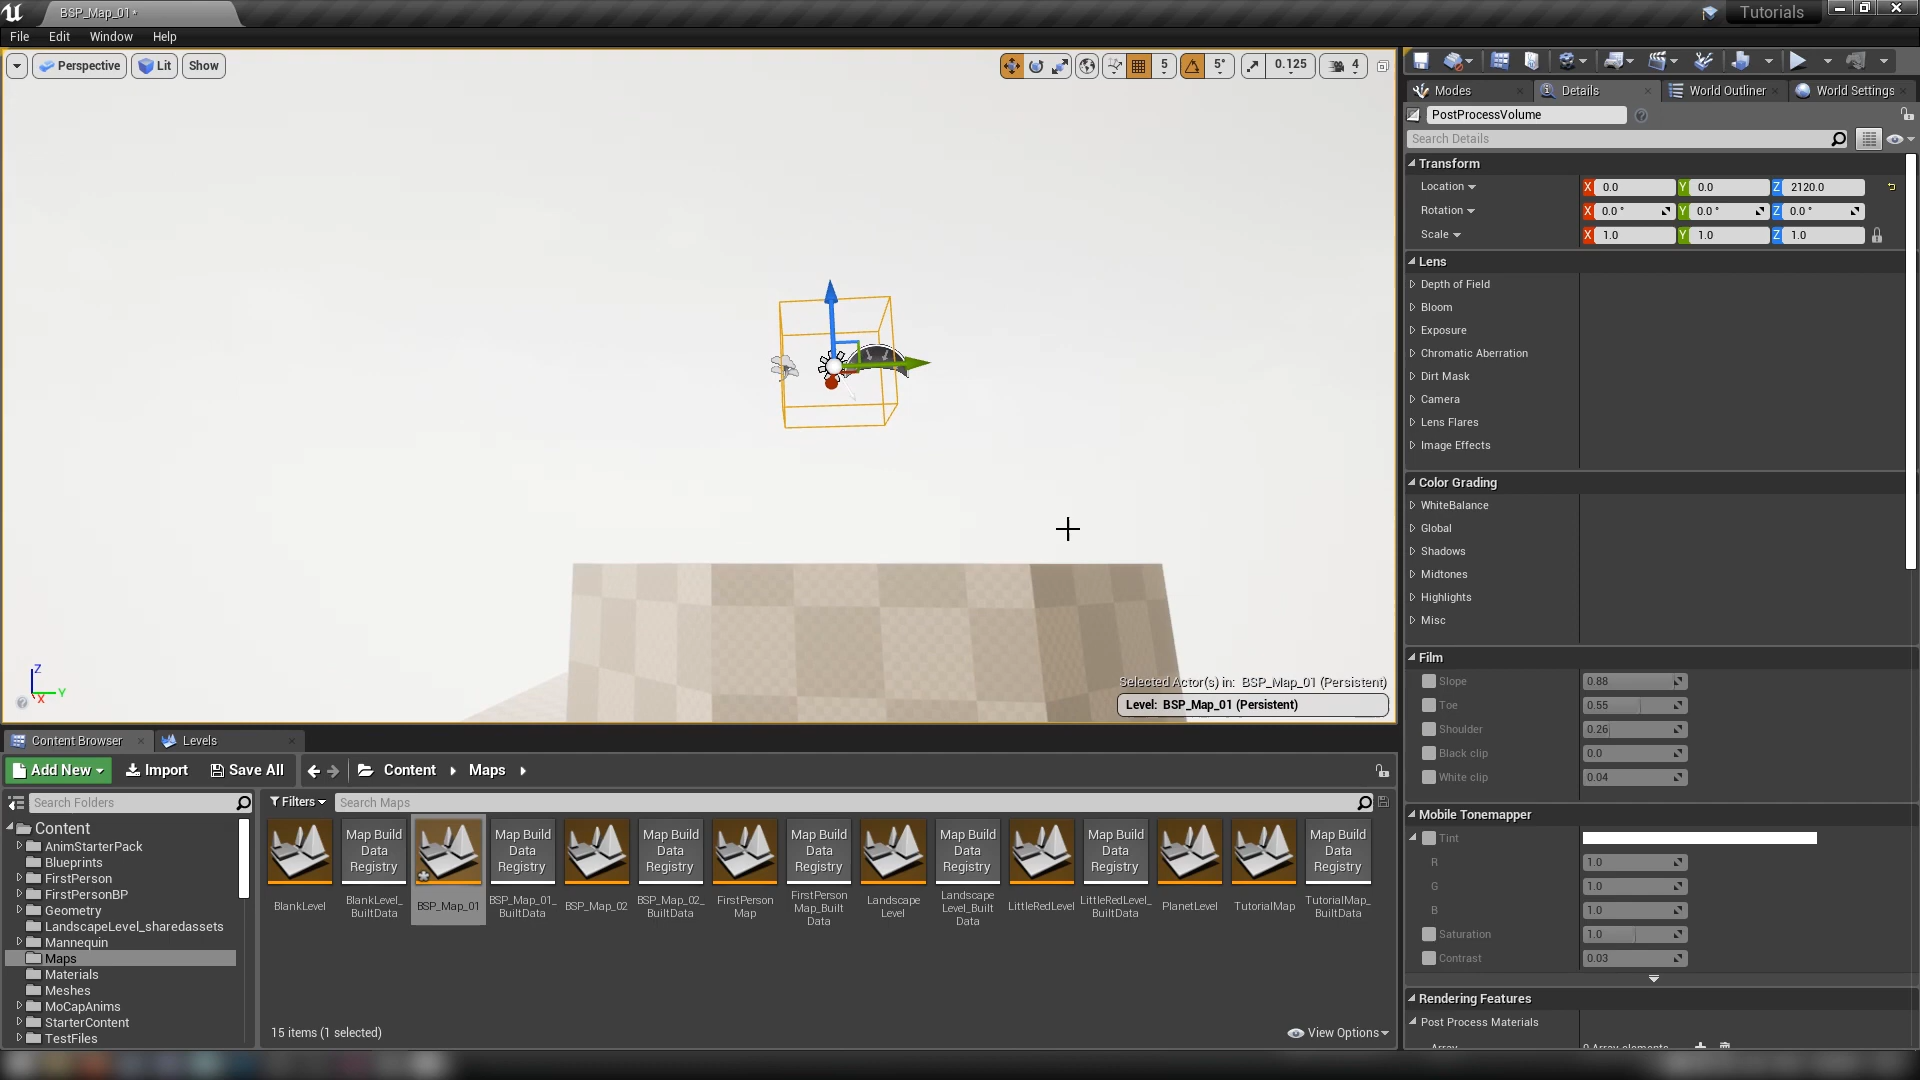 BSP_Map_01*
Tutorials
File Edit Window Help
Perspective Lit Show
5 5° 0.125 4
Selected Actor(s) in: BSP_Map_01 (Persistent)
Level: BSP_Map_01 (Persistent)
Z
Y
X
Modes Details World Outliner World Settings
PostProcessVolume
Search Details
Transform
Location X 0.0 Y 0.0 Z 2120.0
Rotation X 0.0 ° Y 0.0 ° Z 0.0 °
Scale X 1.0 Y 1.0 Z 1.0
Lens
Depth of Field
Bloom
Exposure
Chromatic Aberration
Dirt Mask
Camera
Lens Flares
Image Effects
Color Grading
WhiteBalance
Global
Shadows
Midtones
Highlights
Misc
Film
Slope 0.88
Toe 0.55
Shoulder 0.26
Black clip 0.0
White clip 0.04
Mobile Tonemapper
Tint
R 1.0
G 1.0
B 1.0
Saturation 1.0
Contrast 0.03
Rendering Features
Post Process Materials
Array 0 Array elements
Content Browser Levels
Add New Import Save All Content Maps
Search Folders
Content
AnimStarterPack
Blueprints
FirstPerson
FirstPersonBP
Geometry
LandscapeLevel_sharedassets
Mannequin
Maps
Materials
Meshes
MoCapAnims
StarterContent
TestFiles
Filters Search Maps
BlankLevel
Map Build
Data
Registry
BlankLevel_
BuiltData
BSP_Map_01
Map Build
Data
Registry
BSP_Map_01_
BuiltData
BSP_Map_02
Map Build
Data
Registry
BSP_Map_02_
BuiltData
FirstPerson
Map
Map Build
Data
Registry
FirstPerson
Map_Built
Data
Landscape
Level
Map Build
Data
Registry
Landscape
Level_Built
Data
LittleRedLevel
Map Build
Data
Registry
LittleRedLevel_
BuiltData
PlanetLevel
TutorialMap
Map Build
Data
Registry
TutorialMap_
BuiltData
15 items (1 selected)
View Options